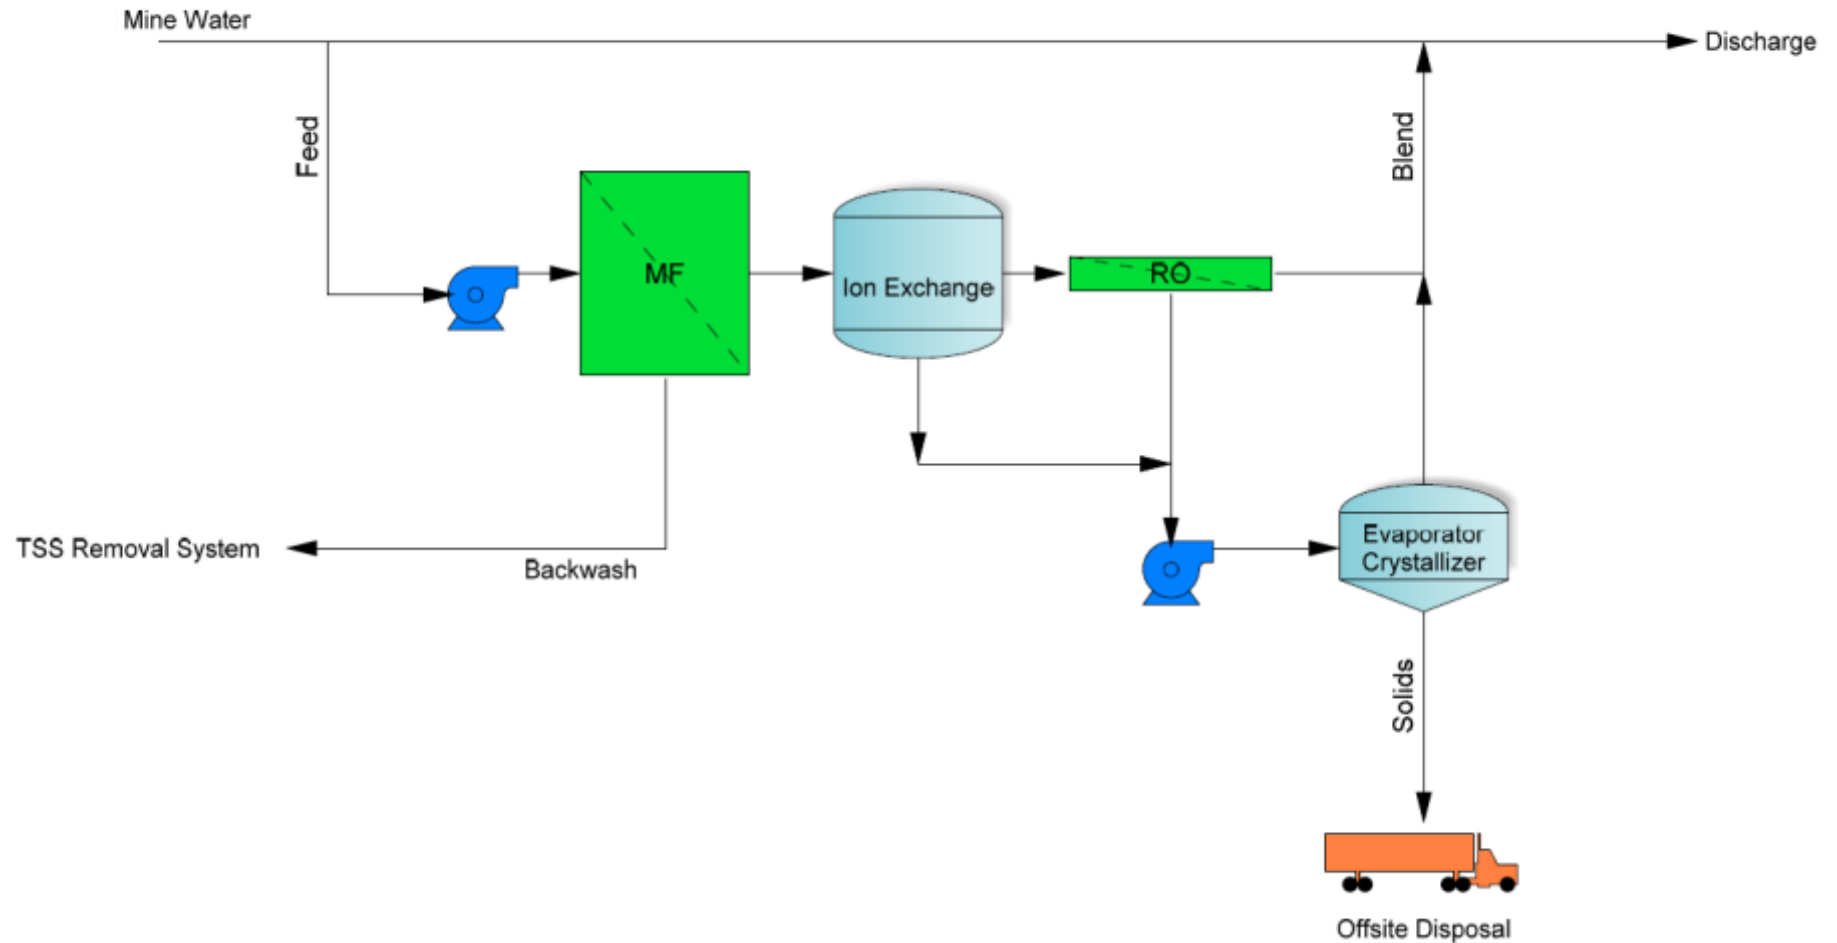 Mine Water
Discharge
Feed
Blend
MF
Ion Exchange
RO
TSS Removal System
Backwash
Evaporator
Crystallizer
Solids
Offsite Disposal